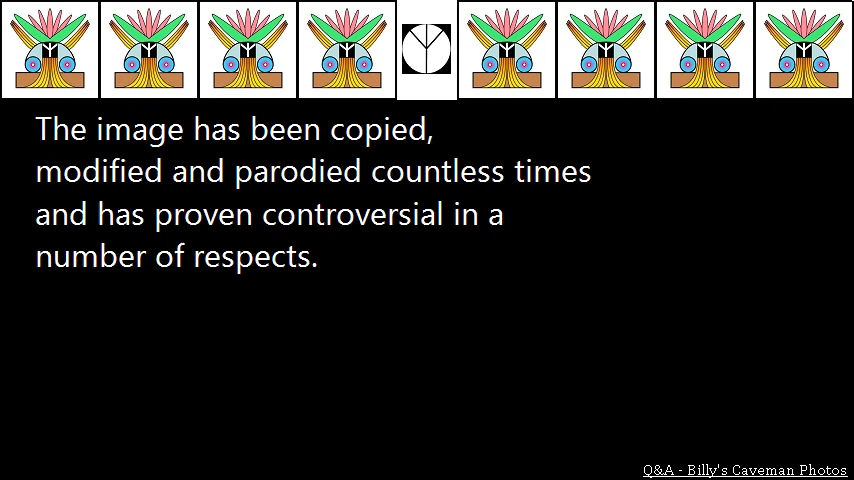 The image has been copied,
modified and parodied countless times
and has proven controversial in a
number of respects.
Q&A - Billy's Caveman Photos